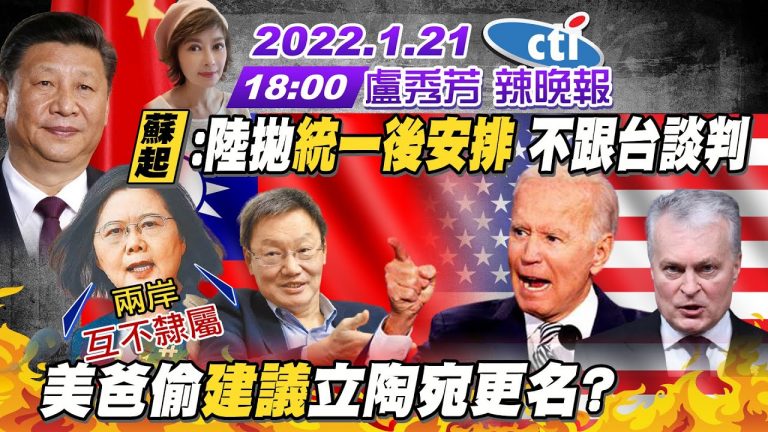 2022.1.21
cti
18:00 盧秀芳 辣晚報
蘇起:陸拋統一後安排 不跟台談判
兩岸
互不隸屬
美爸偷建議立陶宛更名?